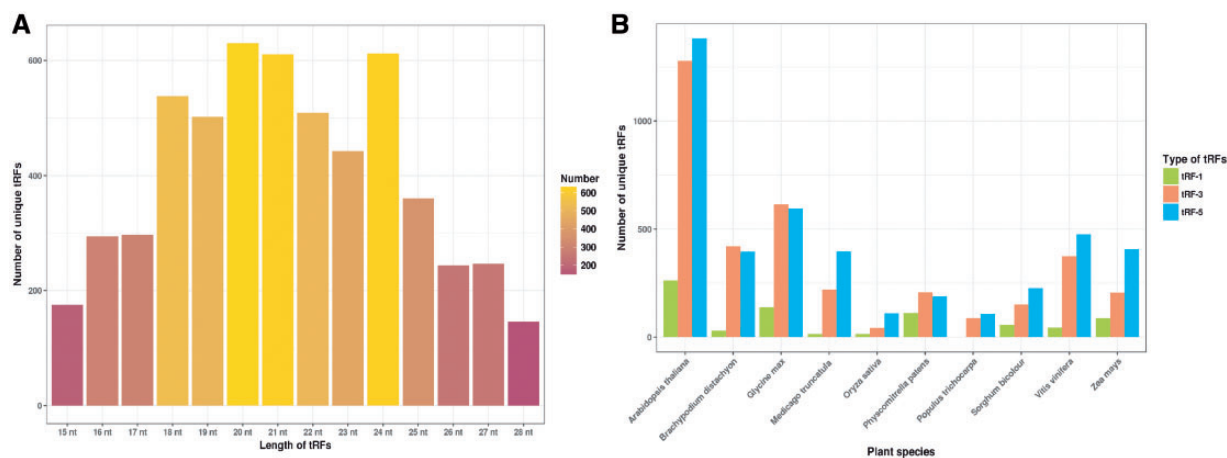 A
Number of unique tRFs
600
400
200
0
15 nt 16 nt 17 nt 18 nt 19 nt 20 nt 21 nt 22 nt 23 nt 24 nt 25 nt 26 nt 27 nt 28 nt
Length of tRFs
Number
600
500
400
300
200
B
Number of unique tRFs
1000
500
0
Arabidopsis thaliana
Brachypodium distachyon
Glycine max
Medicago truncatula
Oryza sativa
Physcomitrella patens
Populus trichocarpa
Sorghum bicolour
Vitis vinifera
Zea mays
Plant species
Type of tRFs
tRF-1
tRF-3
tRF-5